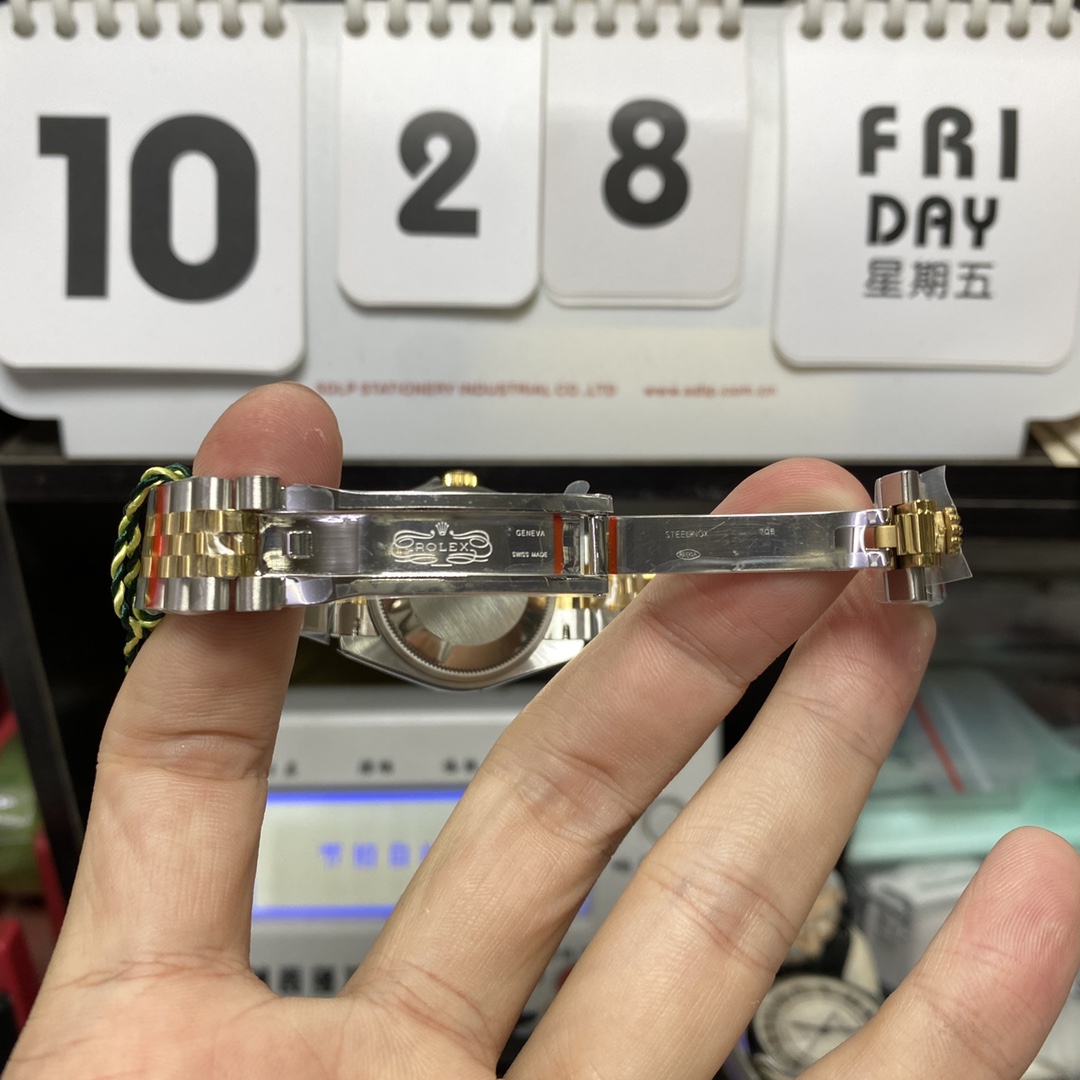 10
2
8
FRI
DAY
星期五
SDLP STATIONERY INDUSTRIAL CO.,LTD www.sdlp.com.cn
ROLEX
GENEVA
SWISS MADE
STEELINOX